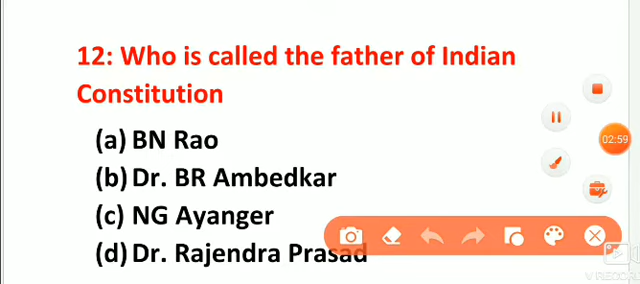 12: Who is called the father of Indian
Constitution
(a) BN Rao
(b) Dr. BR Ambedkar
(c) NG Ayanger
(d) Dr. Rajendra Prasad
02:59